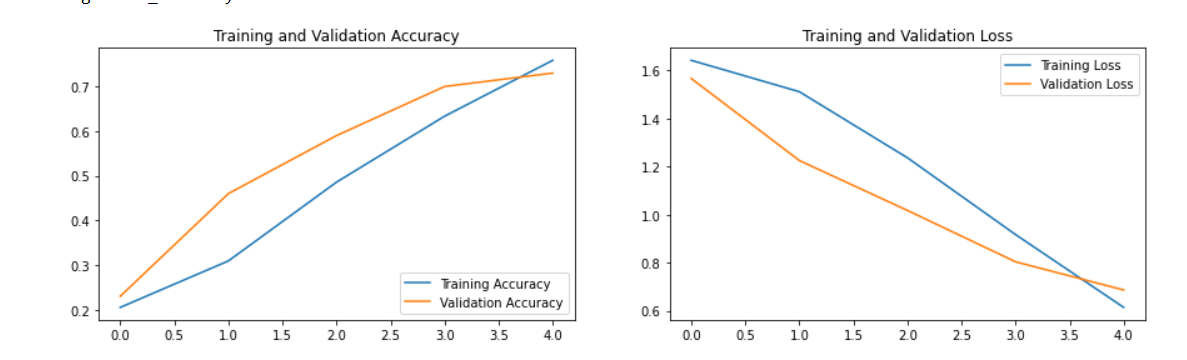 Training and Validation Accuracy
0.7
0.6
0.5
0.4
0.3
0.2
Training Accuracy
Validation Accuracy
0.0 0.5 1.0 1.5 2.0 2.5 3.0 3.5 4.0
Training and Validation Loss
1.6
1.4
1.2
1.0
0.8
0.6
Training Loss
Validation Loss
0.0 0.5 1.0 1.5 2.0 2.5 3.0 3.5 4.0